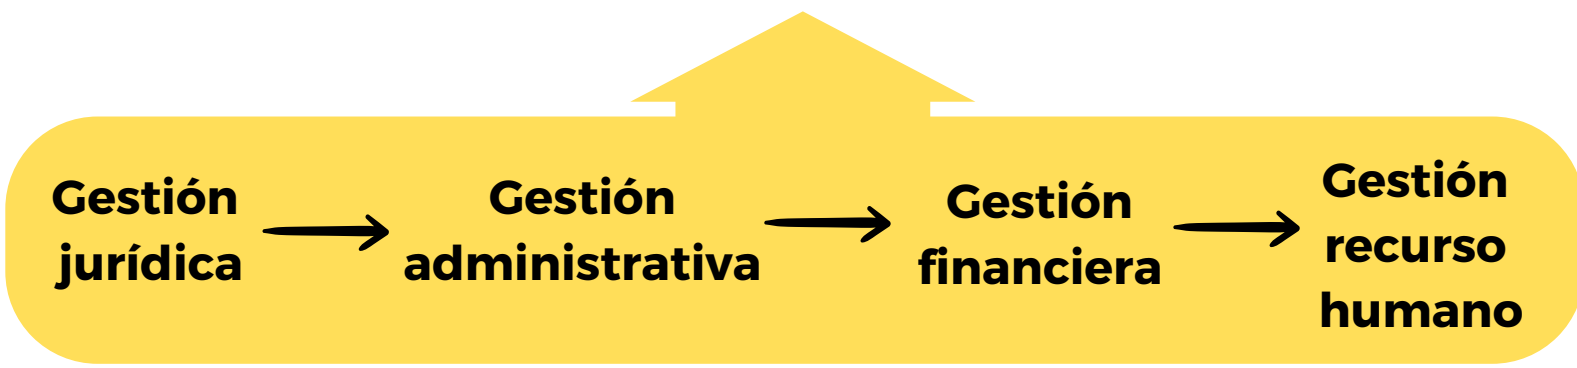 Gestión
jurídica
Gestión
administrativa
Gestión
financiera
Gestión
recurso
humano